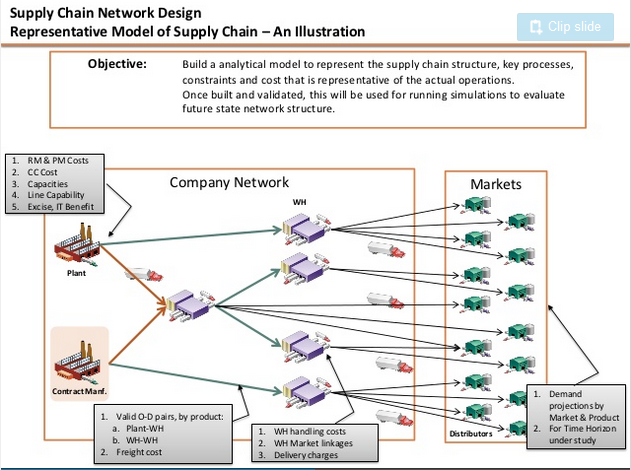 Supply Chain Network Design
Representative Model of Supply Chain – An Illustration
Clip slide
Objective:
Build a analytical model to represent the supply chain structure, key processes,
constraints and cost that is representative of the actual operations.
Once built and validated, this will be used for running simulations to evaluate
future state network structure.
1. RM & PM Costs
2. CC Cost
3. Capacities
4. Line Capability
5. Excise, IT Benefit
Company Network
Markets
WH
Plant
Contract Manf.
1. Valid O-D pairs, by product:
a. Plant-WH
b. WH-WH
2. Freight cost
1. WH handling costs
2. WH Market linkages
3. Delivery charges
Distributors
1. Demand
projections by
Market & Product
2. For Time Horizon
under study